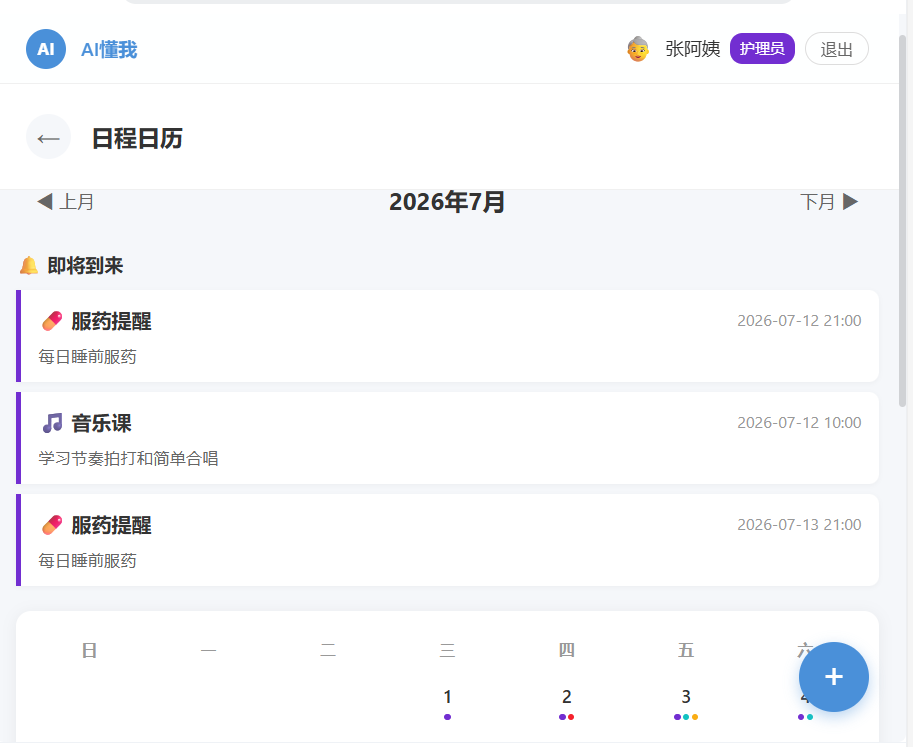 AI AI懂我 张阿姨 护理员 退出
← 日程日历
◀ 上月 2026年7月 下月 ▶
即将到来
服药提醒 2026-07-12 21:00
每日睡前服药
音乐课 2026-07-12 10:00
学习节奏拍打和简单合唱
服药提醒 2026-07-13 21:00
每日睡前服药
日 一 二 三 四 五 六
+
1 2 3 4